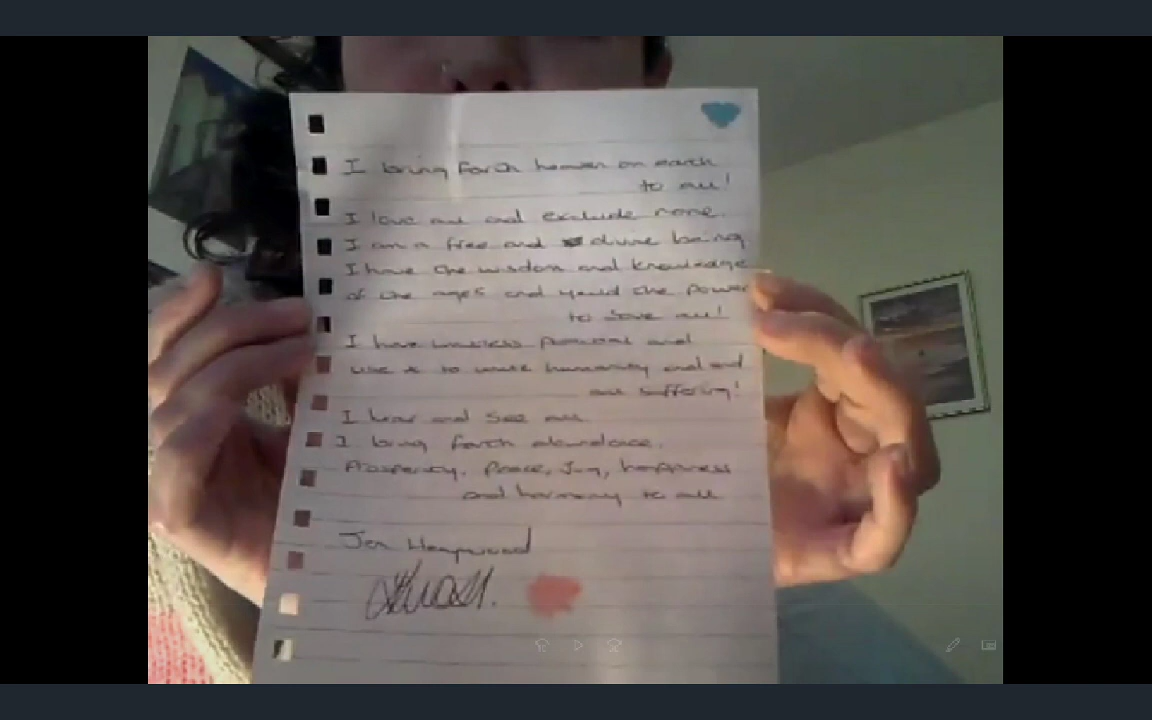 I bring forth heaven on earth
to all!
I love all and exclude none.
I am a free and divine being
I have the wisdom and knowledge
of the ages and yeild the power
to love all!
I have limitless potential and
use it to unite humanity and end
all suffering!
I hear and see all
I bring forth abundance,
Prosperity, Peace, Joy, happiness
and harmony to all
Jen Heapwood